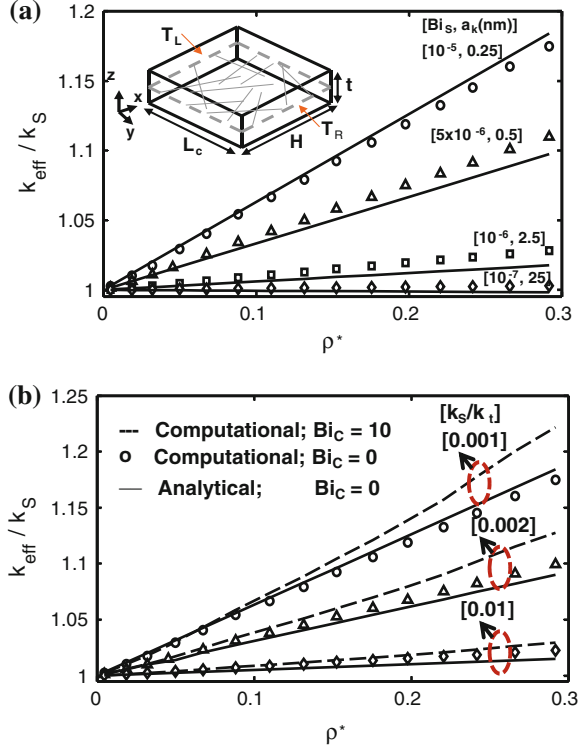 (a)
1.2
1.15
1.1
1.05
1
k_eff / k_S
T_L
z
x
y
t
T_R
L_c
H
[Bi_S, a_k(nm)]
[10^-5, 0.25]
[5x10^-6, 0.5]
[10^-6, 2.5]
[10^-7, 25]
0 0.1 0.2 0.3
ρ*
(b)
1.25
1.2
1.15
1.1
1.05
1
k_eff / k_S
Computational; Bi_C = 10
Computational; Bi_C = 0
Analytical; Bi_C = 0
[k_S/k_t]
[0.001]
[0.002]
[0.01]
0 0.1 0.2 0.3
ρ*